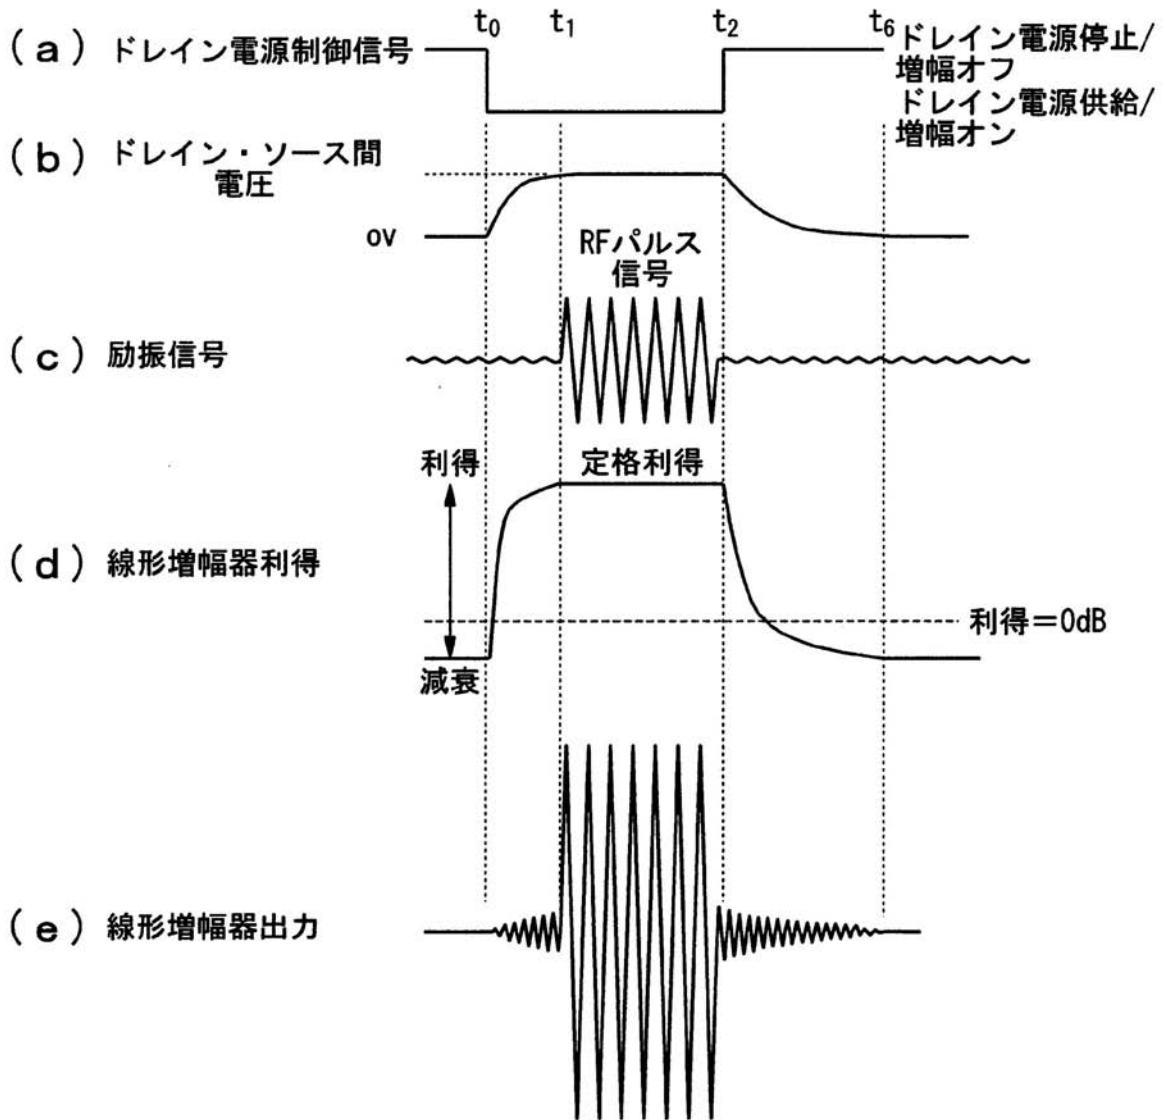 t₀ t₁ t₂ t₆
(a) ドレイン電源制御信号
ドレイン電源停止/
増幅オフ
ドレイン電源供給/
増幅オン
(b) ドレイン・ソース間
電圧
0V
RFパルス
信号
(c) 励振信号
利得
定格利得
(d) 線形増幅器利得
利得=0dB
減衰
(e) 線形増幅器出力